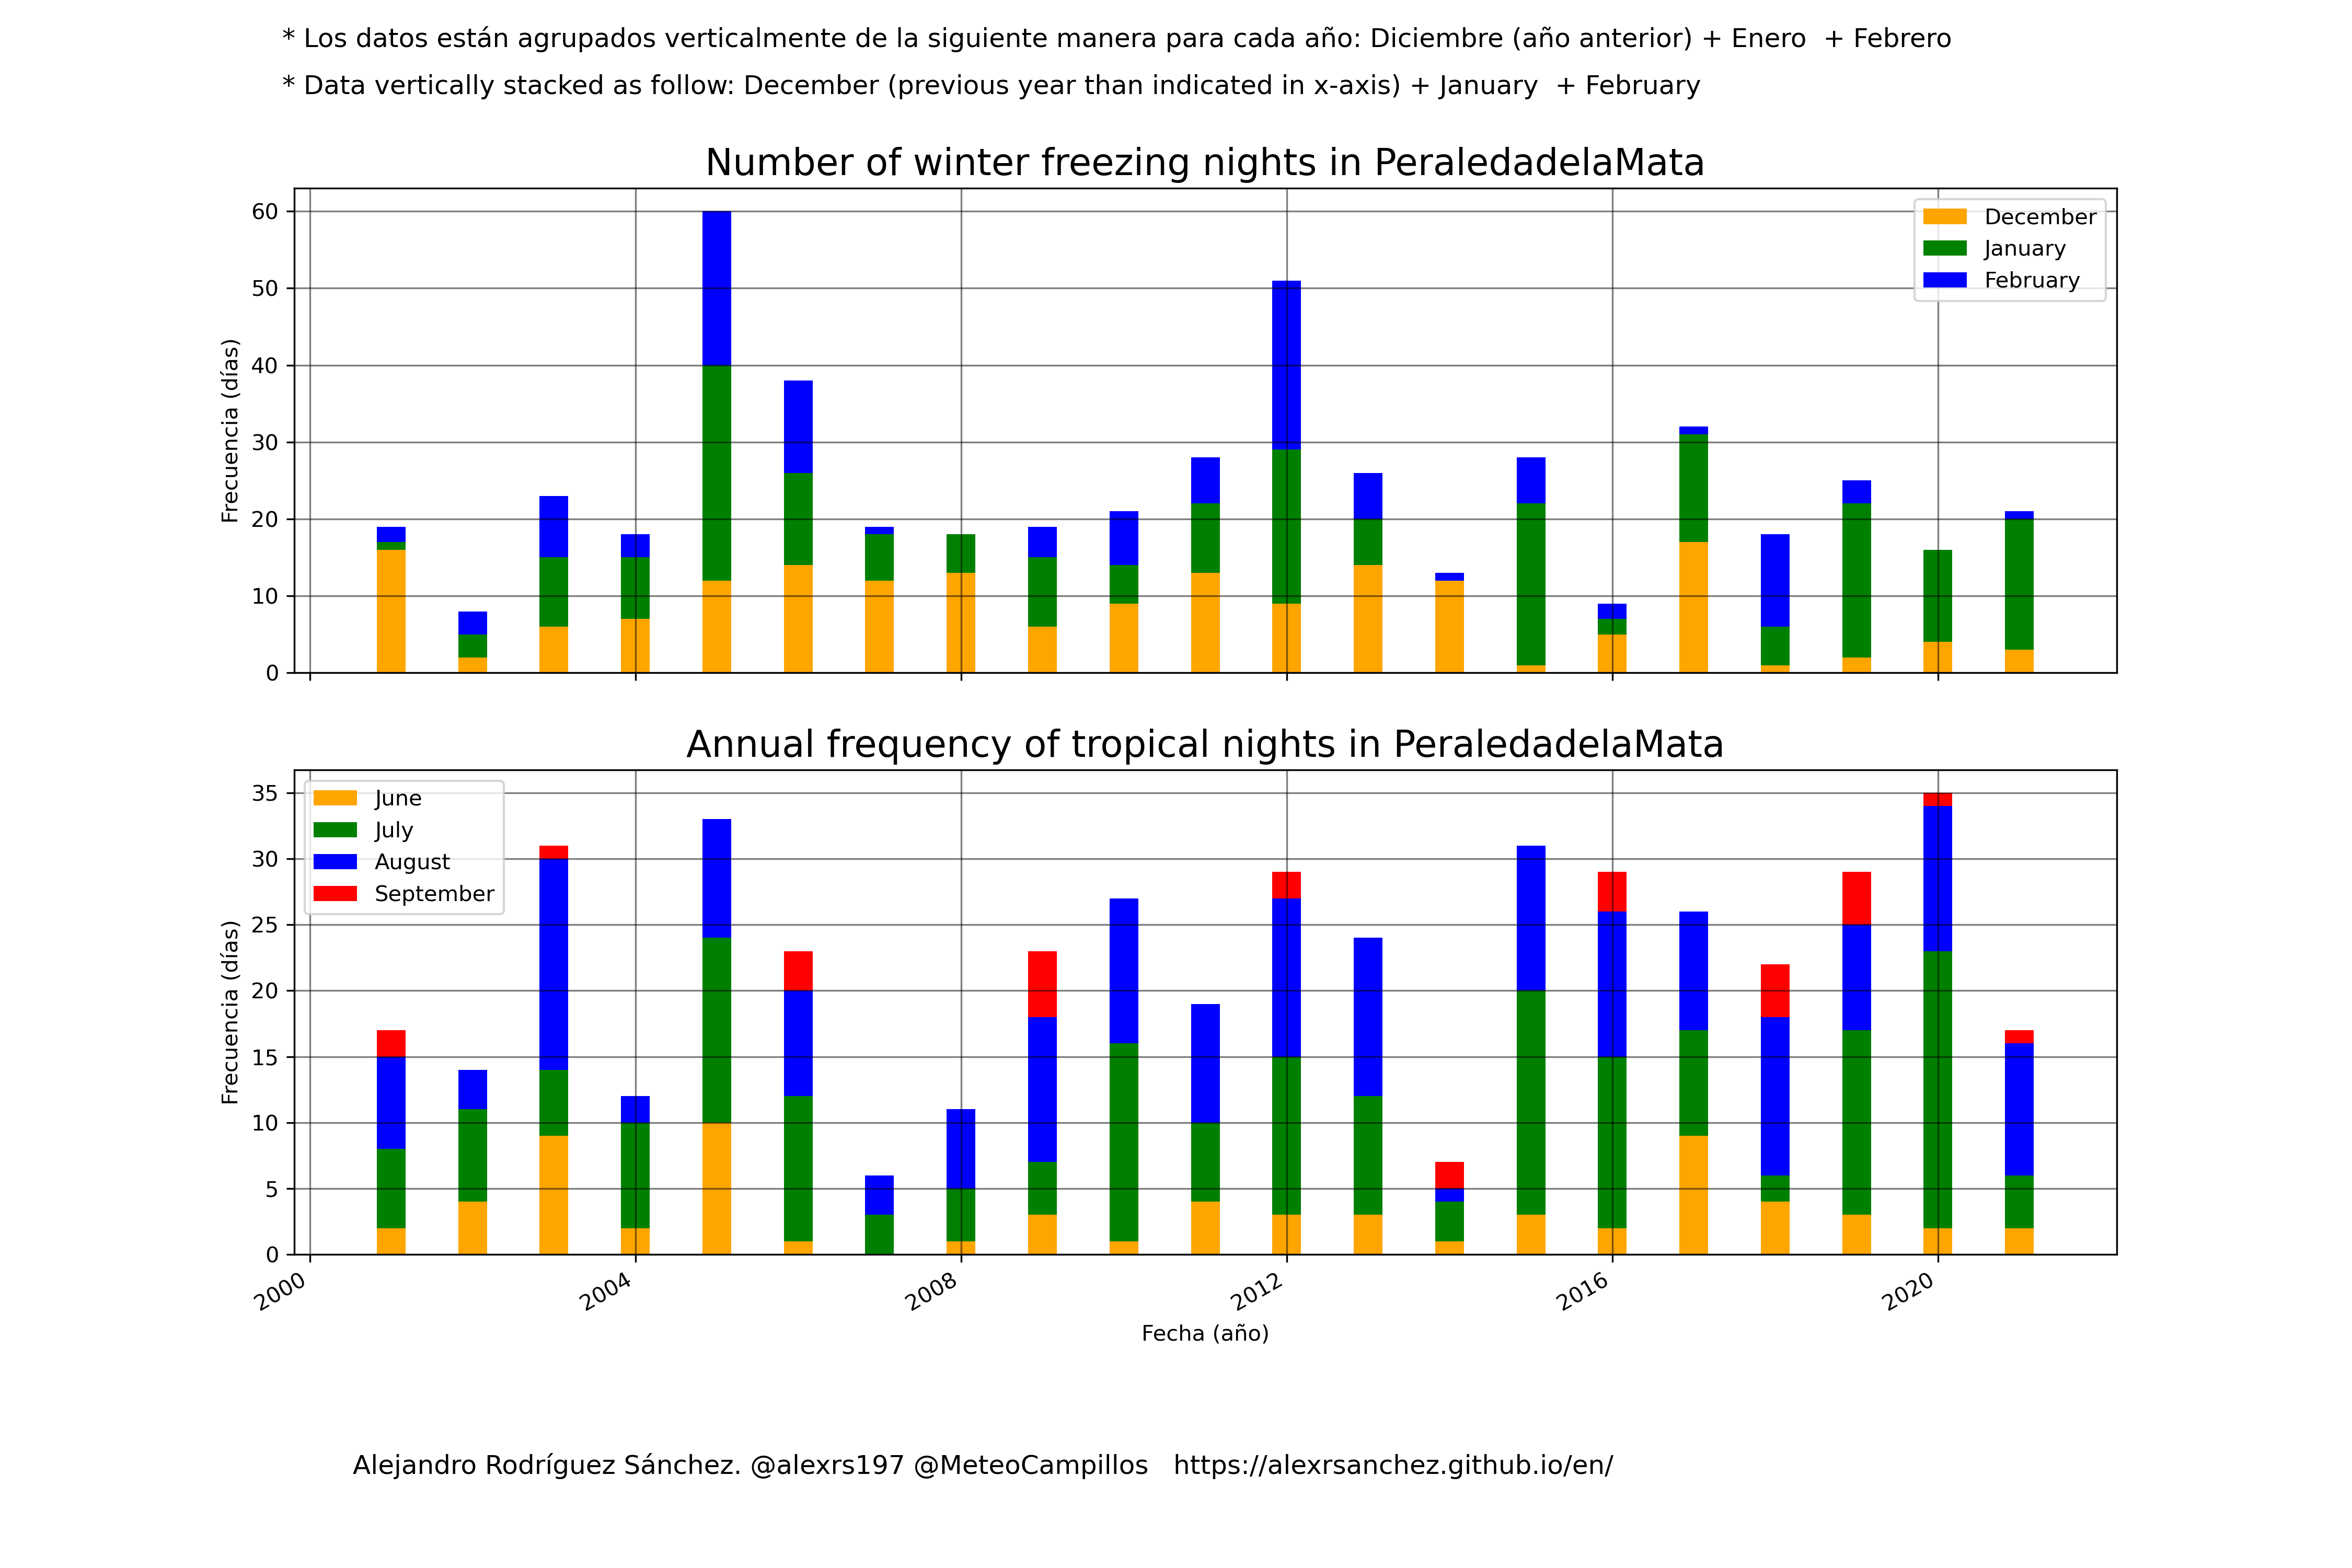 * Los datos están agrupados verticalmente de la siguiente manera para cada año: Diciembre (año anterior) + Enero  + Febrero
* Data vertically stacked as follow: December (previous year than indicated in x-axis) + January  + February
Number of winter freezing nights in PeraledadelaMata
Frecuencia (días)
60
50
40
30
20
10
0
December
January
February
Annual frequency of tropical nights in PeraledadelaMata
Frecuencia (días)
35
30
25
20
15
10
5
0
June
July
August
September
2000
2004
2008
2012
2016
2020
Fecha (año)
Alejandro Rodríguez Sánchez. @alexrs197 @MeteoCampillos   https://alexrsanchez.github.io/en/